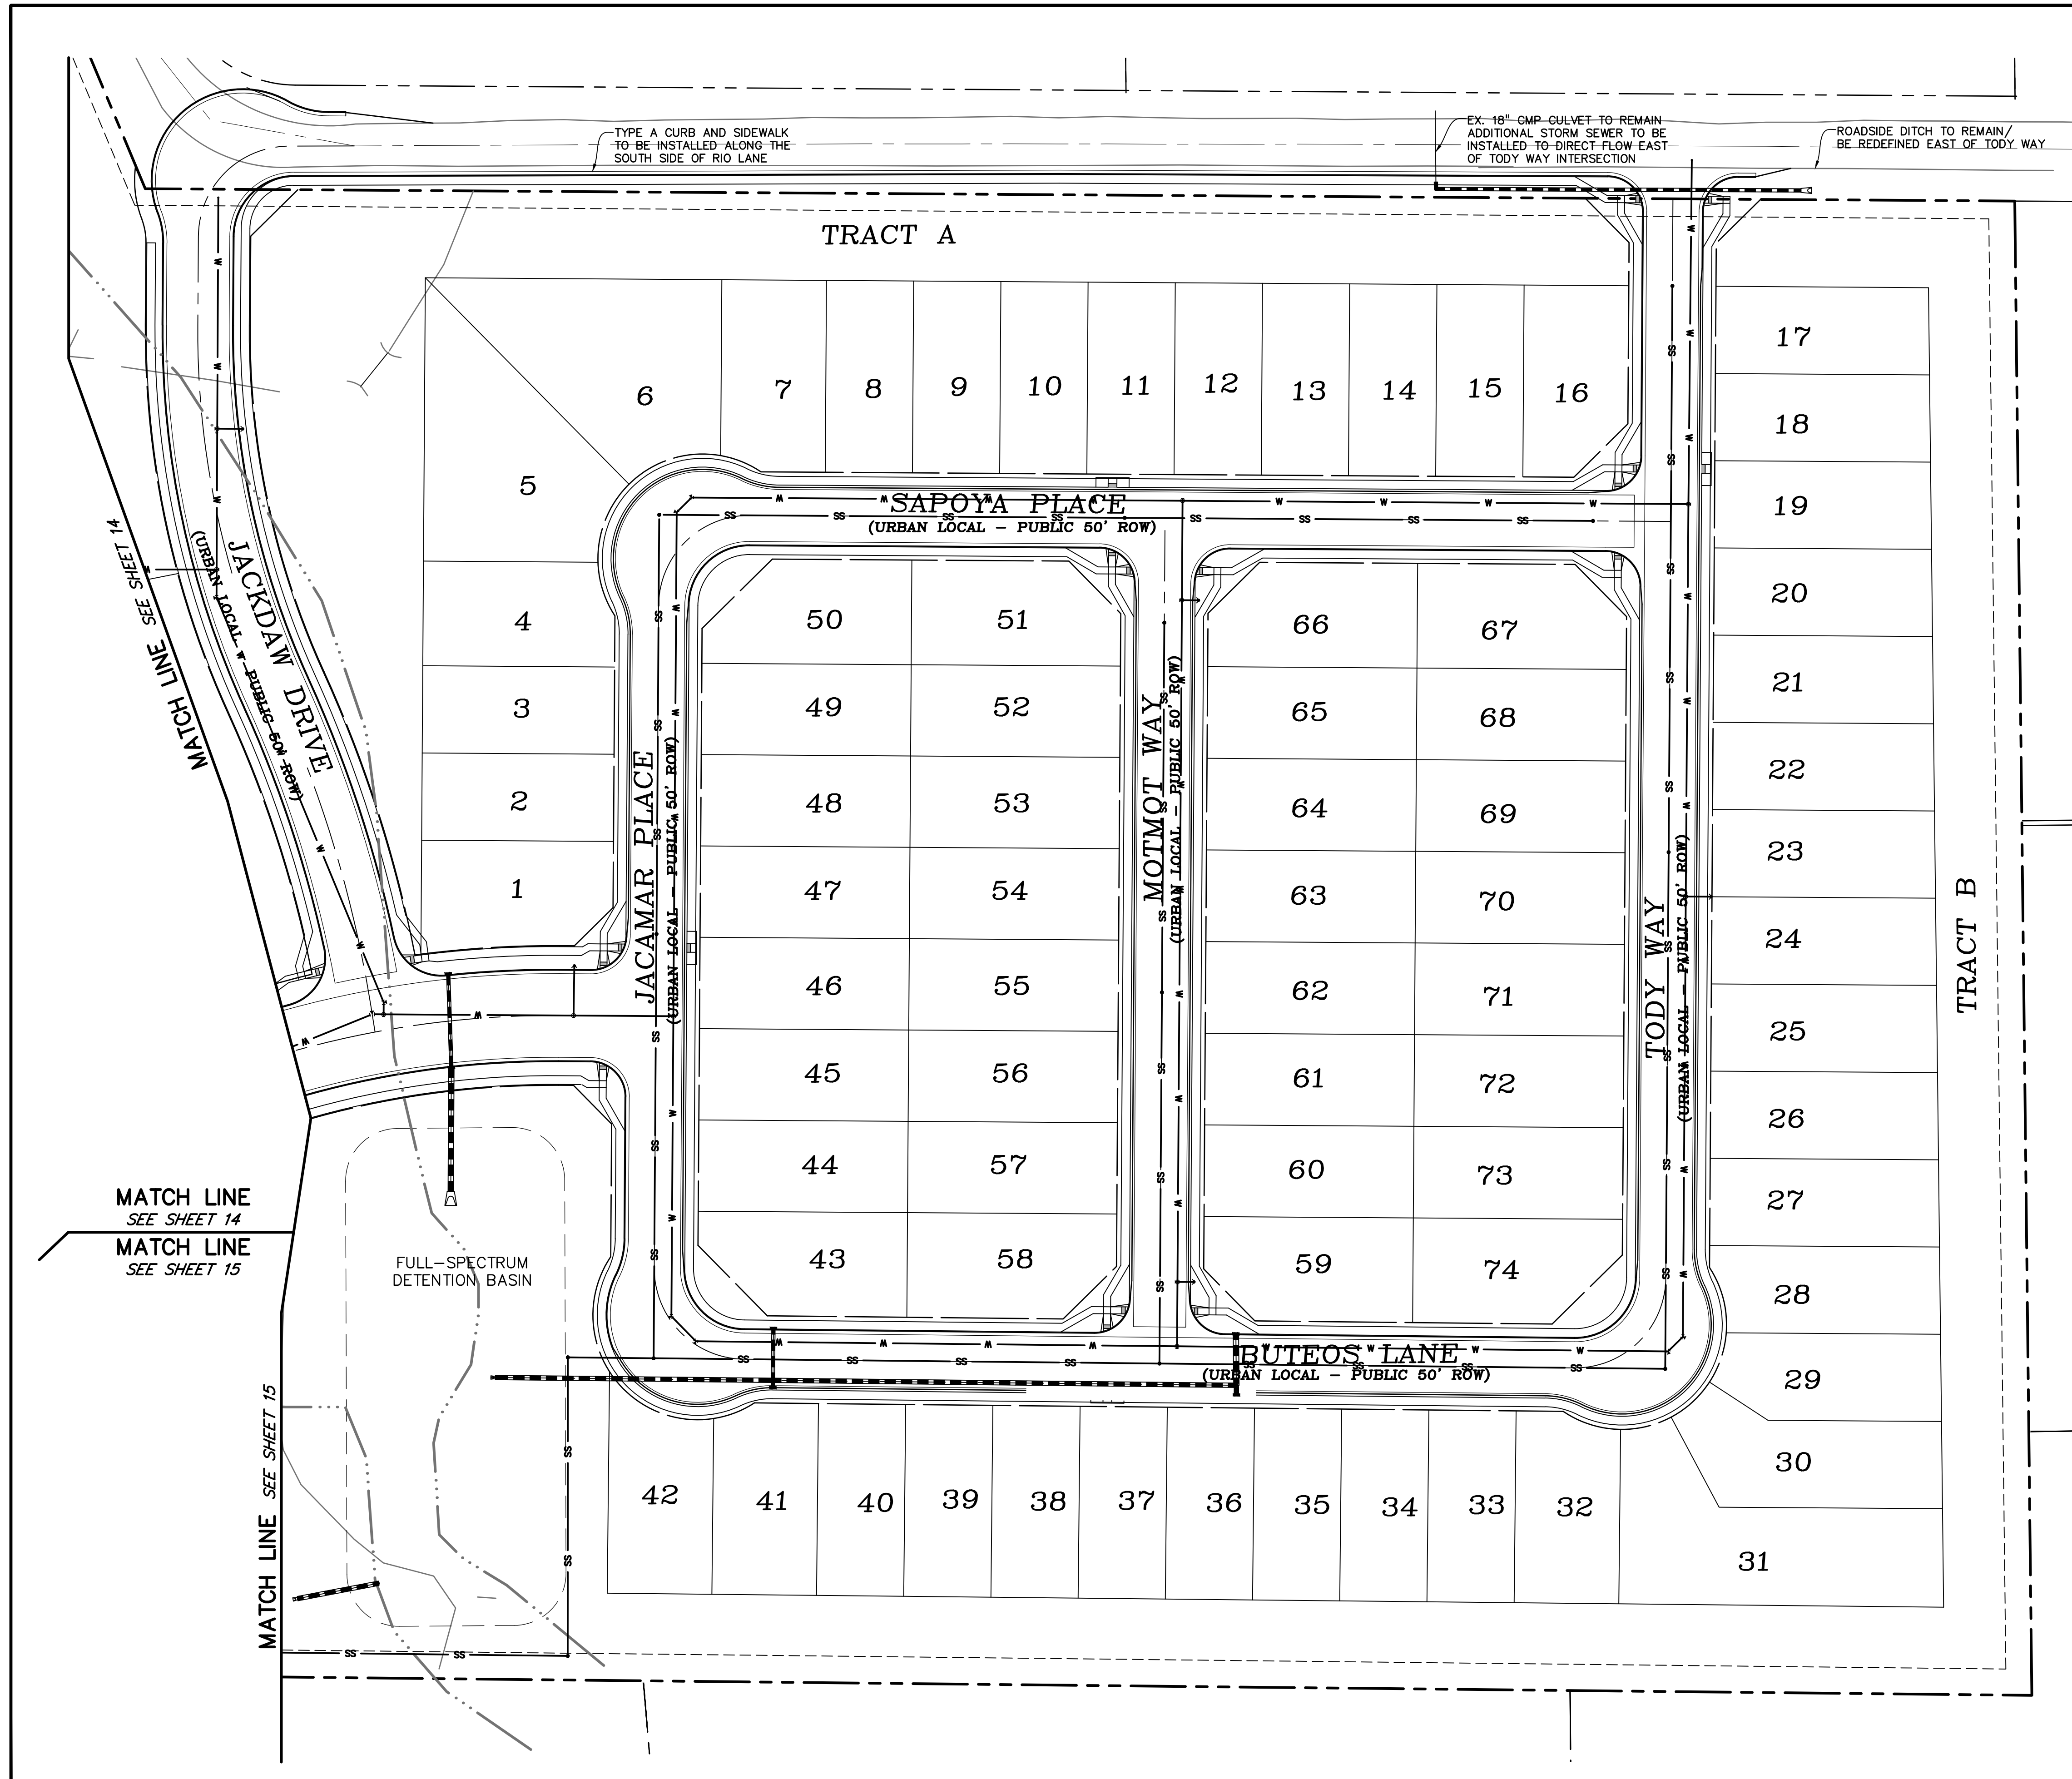 TYPE A CURB AND SIDEWALK
TO BE INSTALLED ALONG THE
SOUTH SIDE OF RIO LANE
EX. 18" CMP CULVET TO REMAIN
ADDITIONAL STORM SEWER TO BE
INSTALLED TO DIRECT FLOW EAST
OF TODY WAY INTERSECTION
ROADSIDE DITCH TO REMAIN/
BE REDEFINED EAST OF TODY WAY
TRACT A
6
7
8
9
10
11
12
13
14
15
16
17
18
19
20
21
22
23
24
25
26
27
28
29
30
31
5
4
3
2
1
SAPOYA PLACE
(URBAN LOCAL – PUBLIC 50' ROW)
MATCH LINE SEE SHEET 14
JACKDAW DRIVE
(URBAN LOCAL – PUBLIC 50' ROW)
JACAMAR PLACE
(URBAN LOCAL – PUBLIC 50' ROW)
50
51
49
52
48
53
47
54
46
55
45
56
44
57
43
58
MOTMOT WAY
(URBAN LOCAL – PUBLIC 50' ROW)
66
67
65
68
64
69
63
70
62
71
61
72
60
73
59
74
TODY WAY
(URBAN LOCAL – PUBLIC 50' ROW)
TRACT B
MATCH LINE
SEE SHEET 14
MATCH LINE
SEE SHEET 15
FULL–SPECTRUM
DETENTION BASIN
BUTEOS LANE
(URBAN LOCAL – PUBLIC 50' ROW)
MATCH LINE SEE SHEET 15
42
41
40
39
38
37
36
35
34
33
32